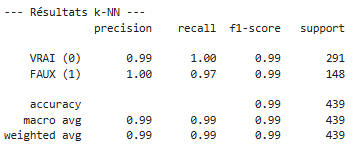 --- Résultats k-NN ---
precision recall f1-score support
VRAI (0) 0.99 1.00 0.99 291
FAUX (1) 1.00 0.97 0.99 148
accuracy 0.99 439
macro avg 0.99 0.99 0.99 439
weighted avg 0.99 0.99 0.99 439